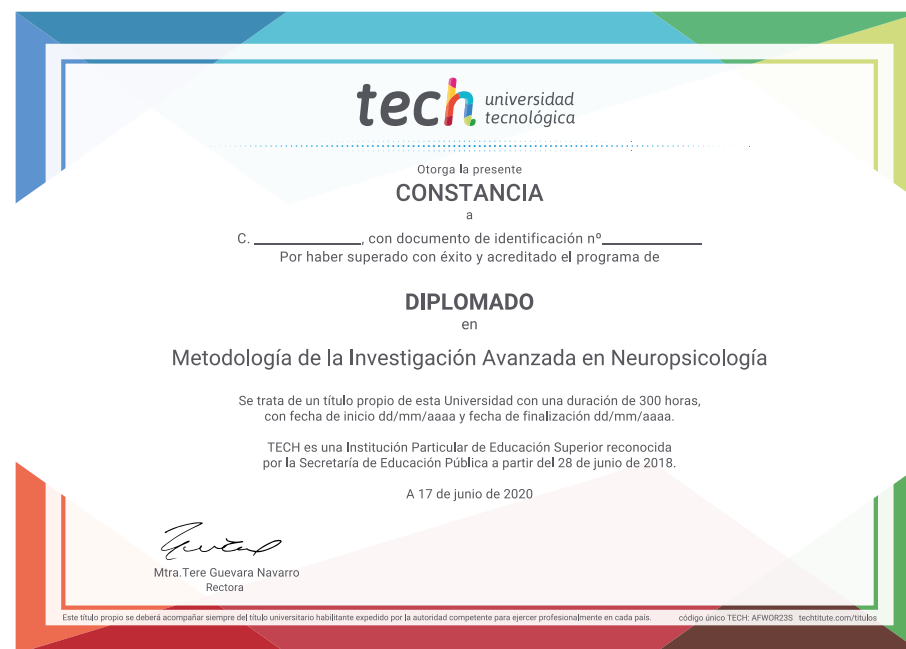 tech universidad
tecnológica
Otorga la presente
CONSTANCIA
a
C. ____________, con documento de identificación nº____________
Por haber superado con éxito y acreditado el programa de
DIPLOMADO
en
Metodología de la Investigación Avanzada en Neuropsicología
Se trata de un título propio de esta Universidad con una duración de 300 horas,
con fecha de inicio dd/mm/aaaa y fecha de finalización dd/mm/aaaa.
TECH es una Institución Particular de Educación Superior reconocida
por la Secretaría de Educación Pública a partir del 28 de junio de 2018.
A 17 de junio de 2020
Mtra.Tere Guevara Navarro
Rectora
Este título propio se deberá acompañar siempre del título universitario habilitante expedido por la autoridad competente para ejercer profesionalmente en cada país. código único TECH: AFWOR23S techtitute.com/titulos